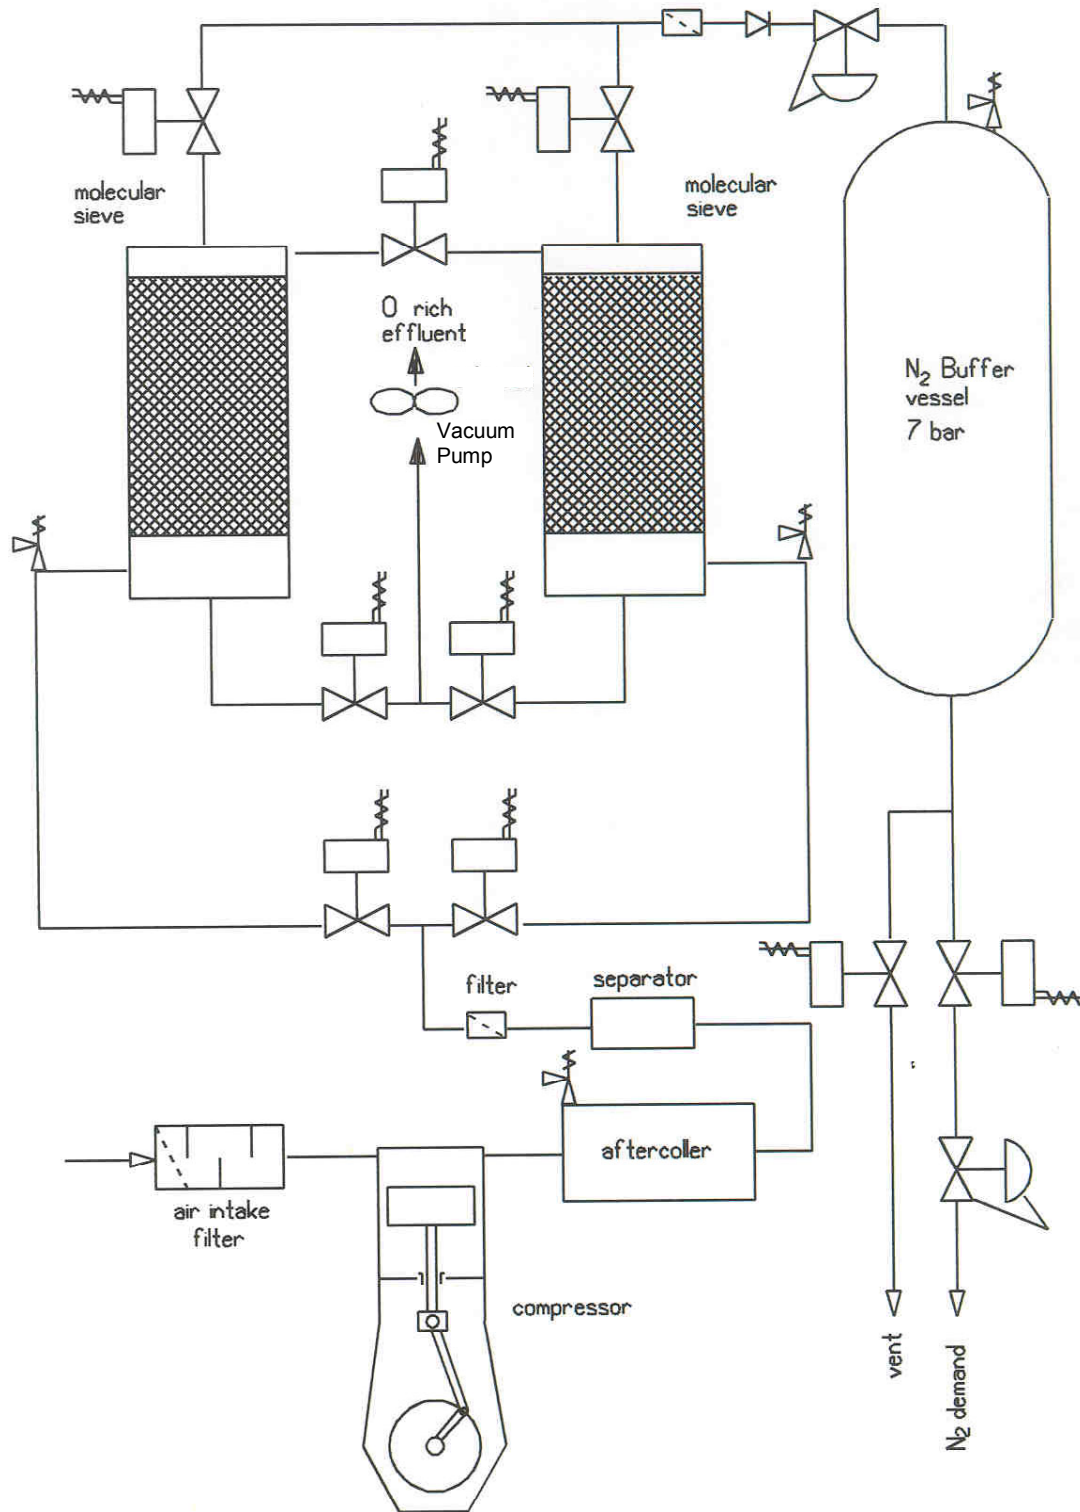 molecular
sieve
molecular
sieve
O rich
effluent
Vacuum
Pump
N₂ Buffer
vessel
7 bar
filter
separator
aftercoller
air intake
filter
compressor
vent
N₂ demand